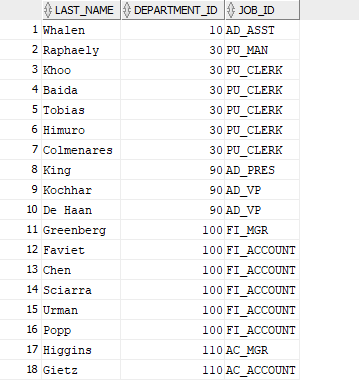 LAST_NAME DEPARTMENT_ID JOB_ID
1 Whalen 10 AD_ASST
2 Raphaely 30 PU_MAN
3 Khoo 30 PU_CLERK
4 Baida 30 PU_CLERK
5 Tobias 30 PU_CLERK
6 Himuro 30 PU_CLERK
7 Colmenares 30 PU_CLERK
8 King 90 AD_PRES
9 Kochhar 90 AD_VP
10 De Haan 90 AD_VP
11 Greenberg 100 FI_MGR
12 Faviet 100 FI_ACCOUNT
13 Chen 100 FI_ACCOUNT
14 Sciarra 100 FI_ACCOUNT
15 Urman 100 FI_ACCOUNT
16 Popp 100 FI_ACCOUNT
17 Higgins 110 AC_MGR
18 Gietz 110 AC_ACCOUNT